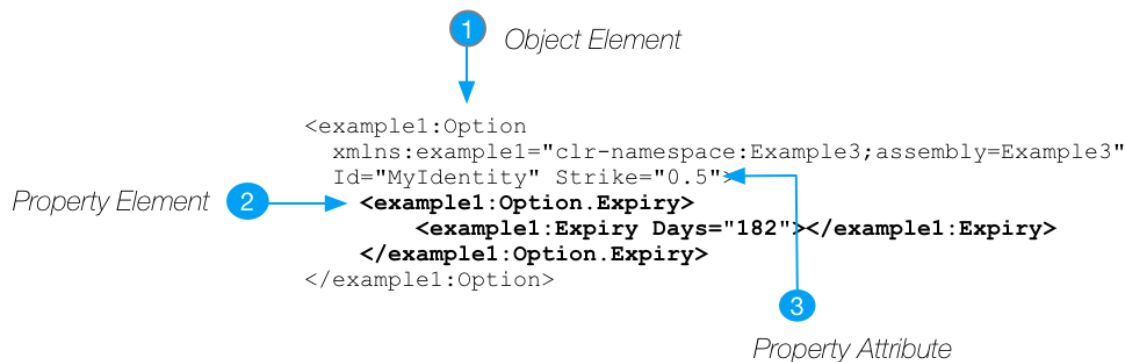 1 Object Element
<example1:Option
xmlns:example1="clr-namespace:Example3;assembly=Example3"
Id="MyIdentity" Strike="0.5">
Property Element 2 <example1:Option.Expiry>
<example1:Expiry Days="182"></example1:Expiry>
</example1:Option.Expiry>
</example1:Option>
3
Property Attribute